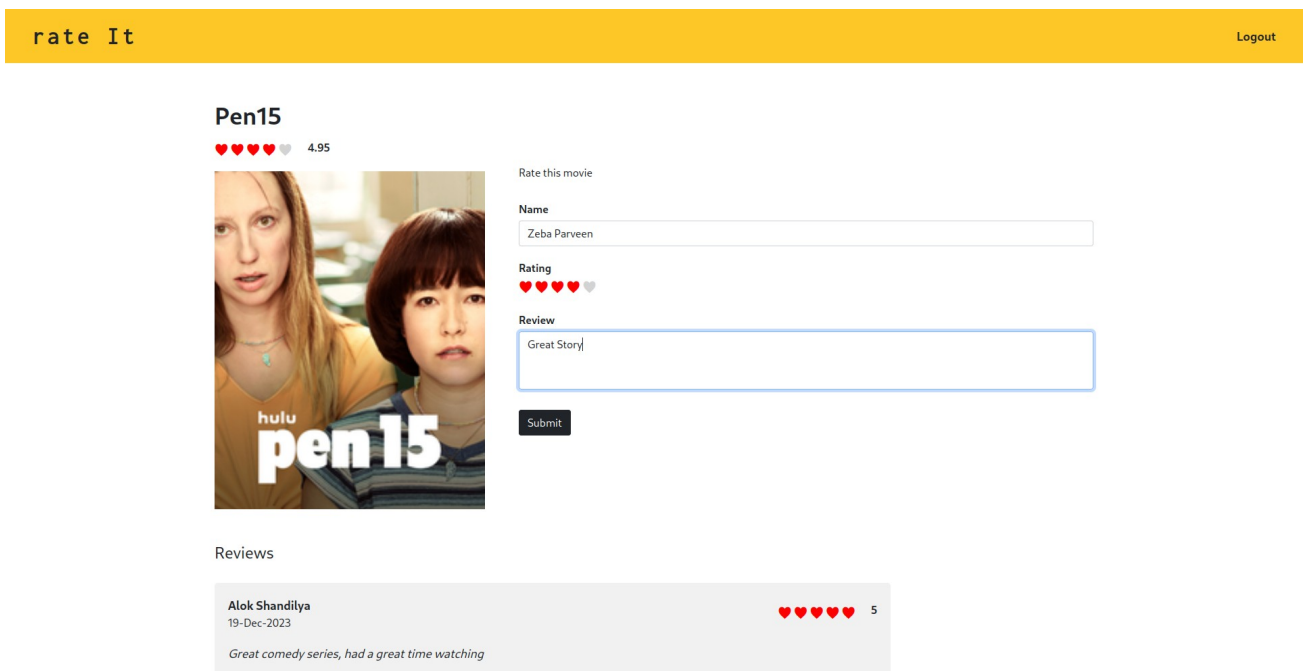 rate It
Logout
Pen15
4.95
Rate this movie
Name
Zeba Parveen
Rating
Review
Great Story
Submit
hulu
pen15
Reviews
Alok Shandilya
5
19-Dec-2023
Great comedy series, had a great time watching